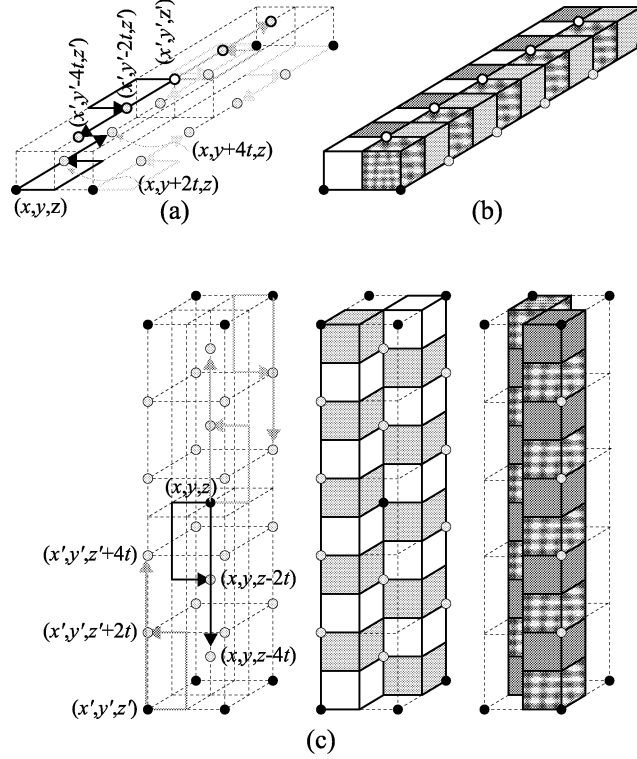 (x',y'-4t,z')
(x',y'-2t,z')
(x',y',z')
(x,y+4t,z)
(x,y+2t,z)
(x,y,z)
(a)
(b)
(x,y,z)
(x',y',z'+4t)
(x,y,z-2t)
(x',y',z'+2t)
(x,y,z-4t)
(x',y',z')
(c)